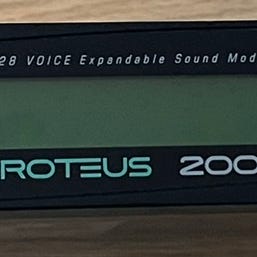 28 VOICE Expandable Sound Mod
ROTEUS 200